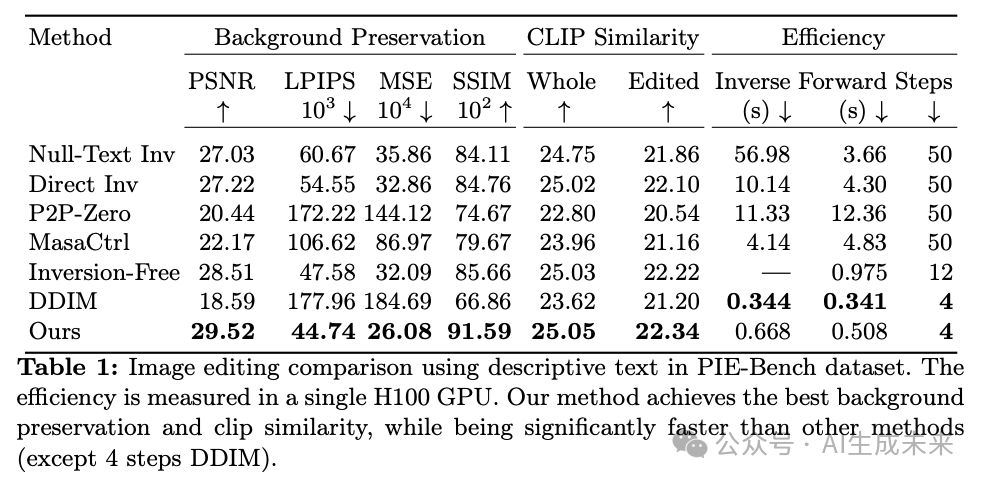 Method Background Preservation CLIP Similarity Efficiency
PSNR LPIPS MSE SSIM Whole Edited Inverse Forward Steps
↑ 10³ ↓ 10⁴ ↓ 10² ↑ ↑ ↑ (s) ↓ (s) ↓ ↓
Null-Text Inv 27.03 60.67 35.86 84.11 24.75 21.86 56.98 3.66 50
Direct Inv 27.22 54.55 32.86 84.76 25.02 22.10 10.14 4.30 50
P2P-Zero 20.44 172.22 144.12 74.67 22.80 20.54 11.33 12.36 50
MasaCtrl 22.17 106.62 86.97 79.67 23.96 21.16 4.14 4.83 50
Inversion-Free 28.51 47.58 32.09 85.66 25.03 22.22 — 0.975 12
DDIM 18.59 177.96 184.69 66.86 23.62 21.20 0.344 0.341 4
Ours 29.52 44.74 26.08 91.59 25.05 22.34 0.668 0.508 4
Table 1: Image editing comparison using descriptive text in PIE-Bench dataset. The
efficiency is measured in a single H100 GPU. Our method achieves the best background
preservation and clip similarity, while being significantly faster than other methods
(except 4 steps DDIM).
公众号 · AI生成未来